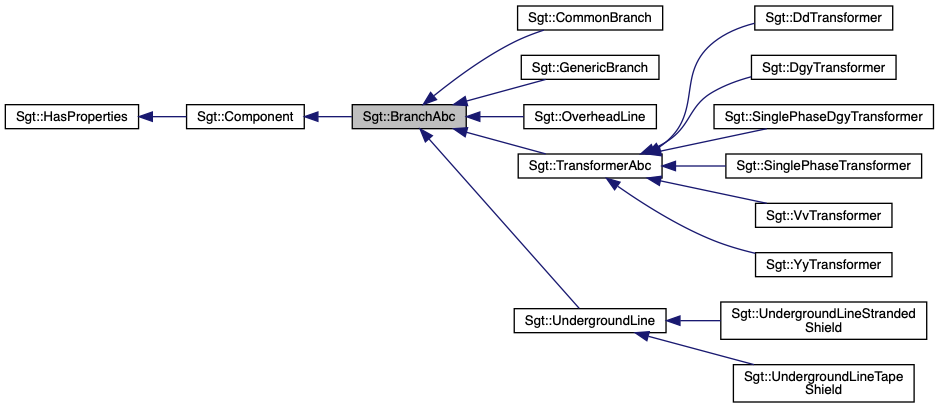 Sgt::HasProperties
Sgt::Component
Sgt::BranchAbc
Sgt::CommonBranch
Sgt::GenericBranch
Sgt::OverheadLine
Sgt::TransformerAbc
Sgt::UndergroundLine
Sgt::DdTransformer
Sgt::DgyTransformer
Sgt::SinglePhaseDgyTransformer
Sgt::SinglePhaseTransformer
Sgt::VvTransformer
Sgt::YyTransformer
Sgt::UndergroundLineStranded
Shield
Sgt::UndergroundLineTape
Shield